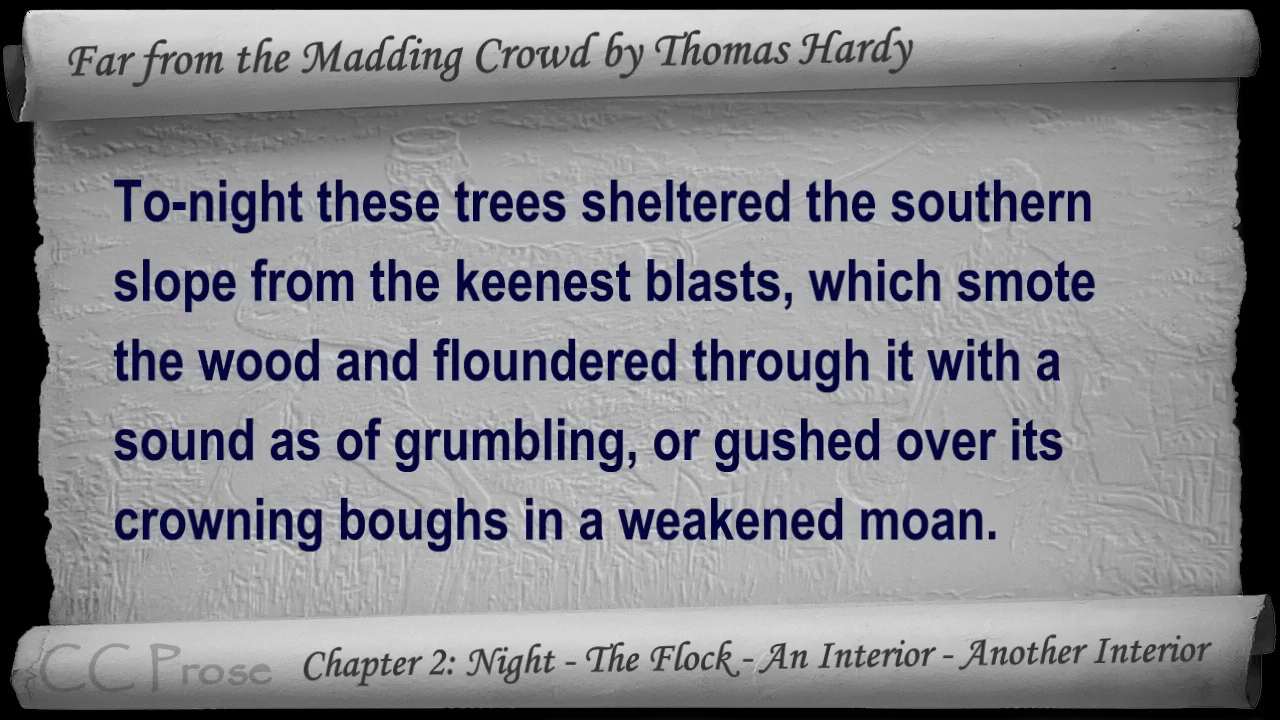 Far from the Madding Crowd by Thomas Hardy
To-night these trees sheltered the southern
slope from the keenest blasts, which smote
the wood and floundered through it with a
sound as of grumbling, or gushed over its
crowning boughs in a weakened moan.
CC Prose
Chapter 2: Night - The Flock - An Interior - Another Interior